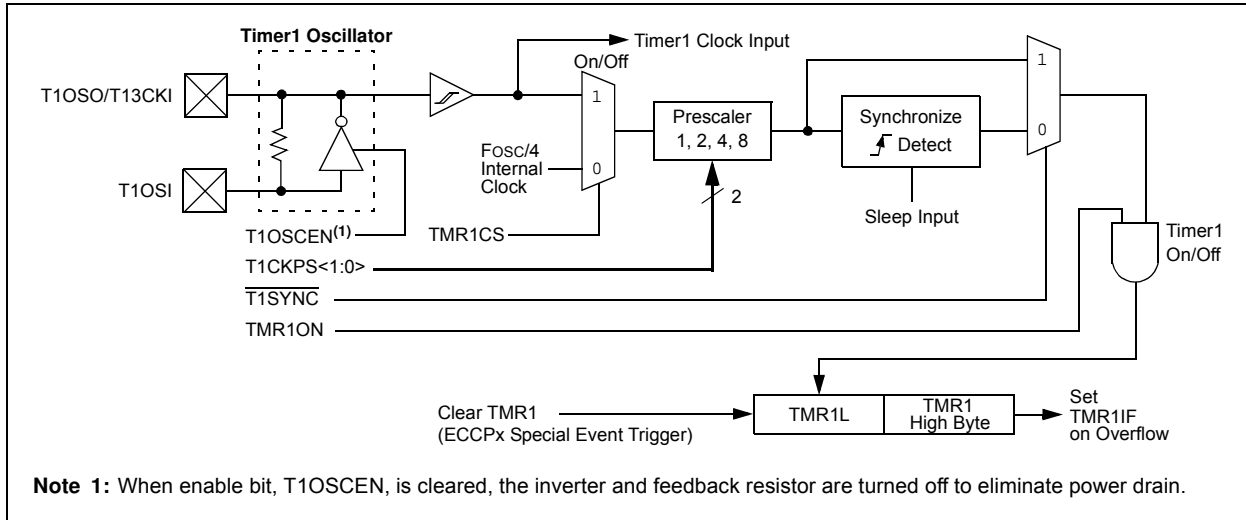 Timer1 Oscillator
Timer1 Clock Input
On/Off
T1OSO/T13CKI
1
1
Prescaler
1, 2, 4, 8
Synchronize
Detect
0
FOSC/4
Internal
Clock
0
T1OSI
2
Sleep Input
T1OSCEN(1)
TMR1CS
Timer1
On/Off
T1CKPS<1:0>
T1SYNC
TMR1ON
Clear TMR1
(ECCPx Special Event Trigger)
TMR1L
TMR1
High Byte
Set
TMR1IF
on Overflow
Note 1: When enable bit, T1OSCEN, is cleared, the inverter and feedback resistor are turned off to eliminate power drain.